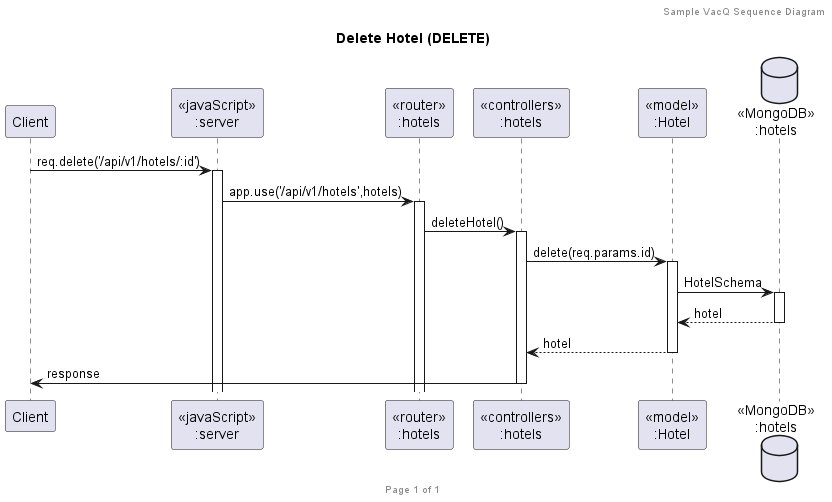 Sample VacQ Sequence Diagram
Delete Hotel (DELETE)
Client
«javaScript»
:server
«router»
:hotels
«controllers»
:hotels
«model»
:Hotel
«MongoDB»
:hotels
req.delete('/api/v1/hotels/:id')
app.use('/api/v1/hotels',hotels)
deleteHotel()
delete(req.params.id)
HotelSchema
hotel
hotel
response
Client
«javaScript»
:server
«router»
:hotels
«controllers»
:hotels
«model»
:Hotel
«MongoDB»
:hotels
Page 1 of 1